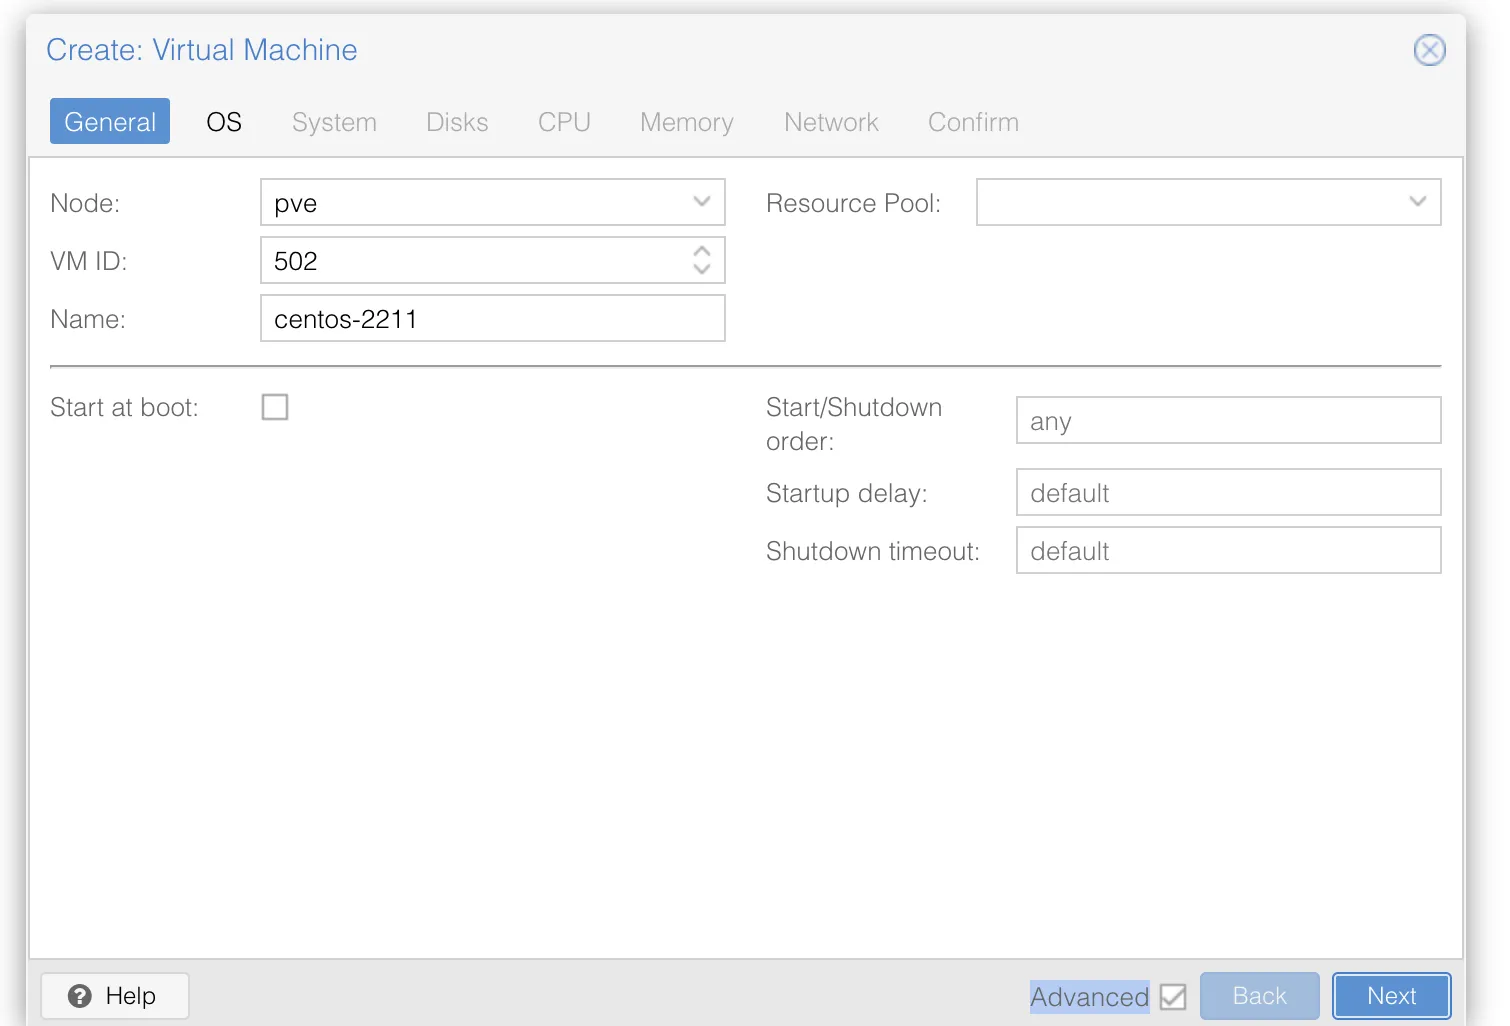 Create: Virtual Machine
General OS System Disks CPU Memory Network Confirm
Node: pve
Resource Pool:
VM ID: 502
Name: centos-2211
Start at boot:
Start/Shutdown
order: any
Startup delay: default
Shutdown timeout: default
? Help
Advanced Back Next